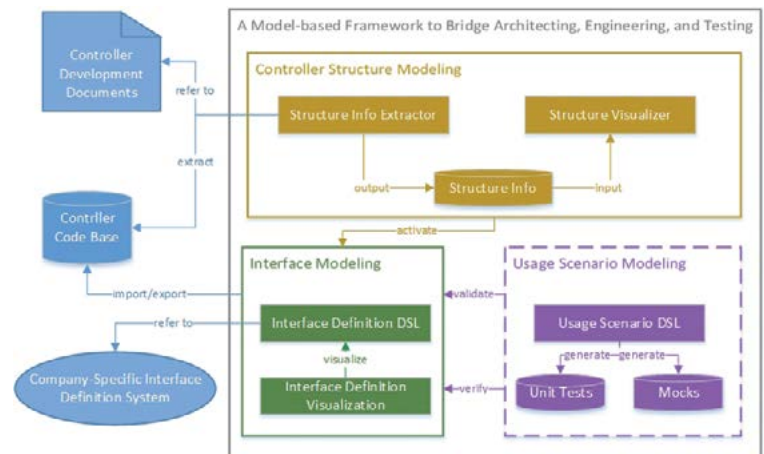 A Model-based Framework to Bridge Architecting, Engineering, and Testing
Controller
Development
Documents
refer to
extract
Controller Structure Modeling
Structure Info Extractor
Structure Visualizer
output
Structure Info
input
Contrller
Code Base
activate
Interface Modeling
Usage Scenario Modeling
import/export
validate
refer to
Interface Definition DSL
Usage Scenario DSL
visualize
generate
generate
Company-Specific Interface
Definition System
Interface Definition
Visualization
verify
Unit Tests
Mocks